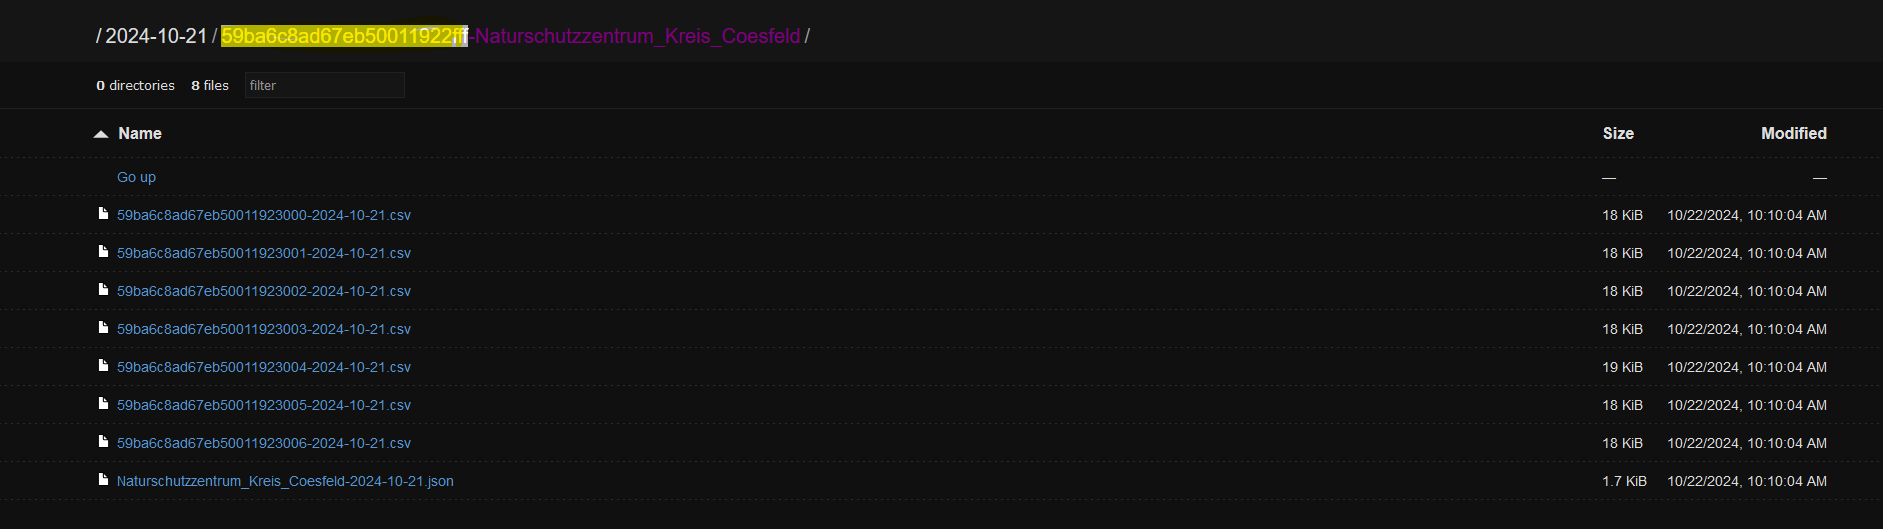 / 2024-10-21 / 59ba6c8ad67eb50011922fff-Naturschutzzentrum_Kreis_Coesfeld /
0 directories 8 files filter
Name Size Modified
Go up — —
59ba6c8ad67eb50011923000-2024-10-21.csv 18 KiB 10/22/2024, 10:10:04 AM
59ba6c8ad67eb50011923001-2024-10-21.csv 18 KiB 10/22/2024, 10:10:04 AM
59ba6c8ad67eb50011923002-2024-10-21.csv 18 KiB 10/22/2024, 10:10:04 AM
59ba6c8ad67eb50011923003-2024-10-21.csv 18 KiB 10/22/2024, 10:10:04 AM
59ba6c8ad67eb50011923004-2024-10-21.csv 19 KiB 10/22/2024, 10:10:04 AM
59ba6c8ad67eb50011923005-2024-10-21.csv 18 KiB 10/22/2024, 10:10:04 AM
59ba6c8ad67eb50011923006-2024-10-21.csv 18 KiB 10/22/2024, 10:10:04 AM
Naturschutzzentrum_Kreis_Coesfeld-2024-10-21.json 1.7 KiB 10/22/2024, 10:10:04 AM